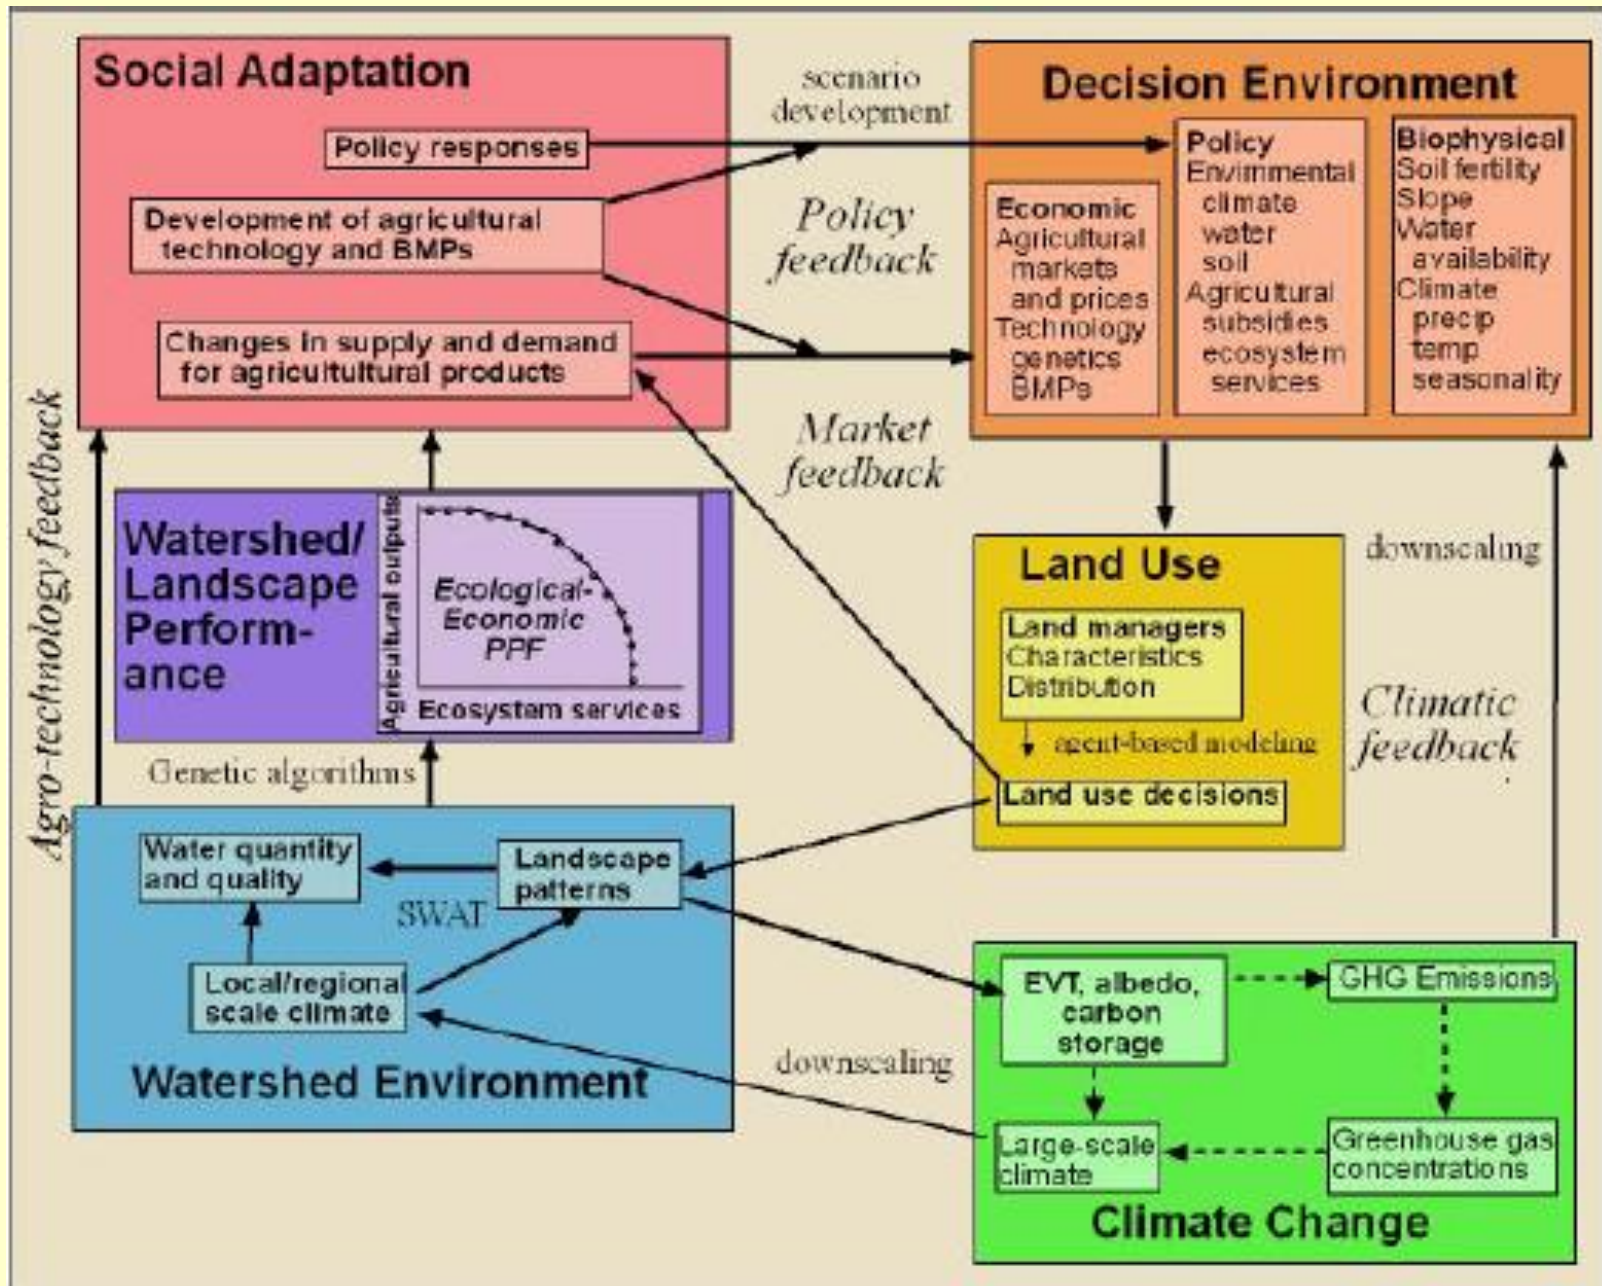 Social Adaptation
Policy responses
Development of agricultural
technology and BMPs
Changes in supply and demand
for agricultultural products
scenario
development
Policy
feedback
Market
feedback
Decision Environment
Economic
Agricultural
markets
and prices
Technology
genetics
BMPs
Policy
Envirnmental
climate
water
soil
Agricultural
subsidies
ecosystem
services
Biophysical
Soil fertility
Slope
Water
availability
Climate
precip
temp
seasonality
Agro-technology feedback
Watershed/
Landscape
Perform-
ance
Agricultural outputs
Ecological-
Economic
PPF
Ecosystem services
Genetic algorithms
Land Use
Land managers
Characteristics
Distribution
agent-based modeling
Land use decisions
downscaling
Climatic
feedback
Water quantity
and quality
Landscape
patterns
SWAT
Local/regional
scale climate
Watershed Environment
downscaling
EVT, albedo,
carbon
storage
GHG Emissions
Large-scale
climate
Greenhouse gas
concentrations
Climate Change